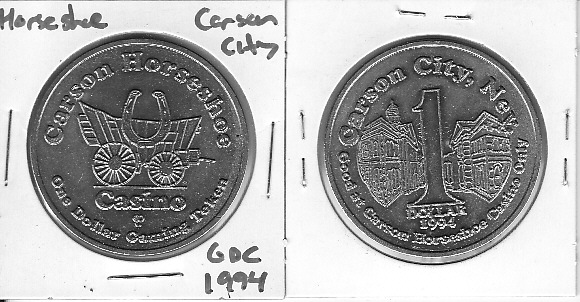 Horseshoe
Carson
City
Carson Horseshoe
Casino
One Dollar Gaming Token
GDC
1994
Carson City, Nev.
1
DOLLAR
1994
Good at Carson Horseshoe Casino Only